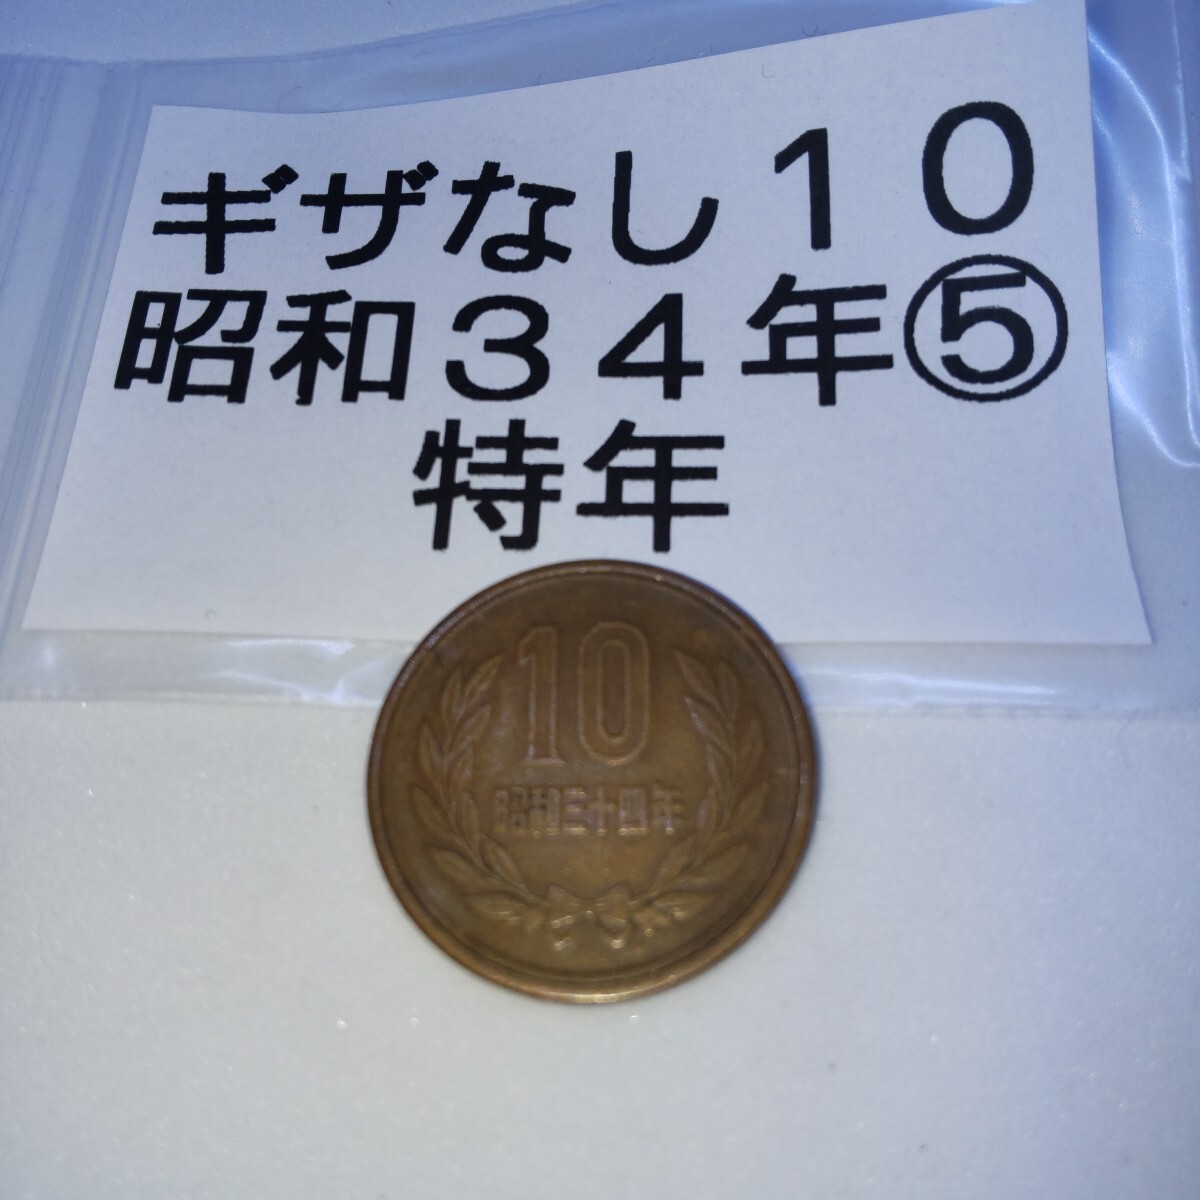 ギザなし１０
昭和３４年⑤
特年
10
昭和三十四年